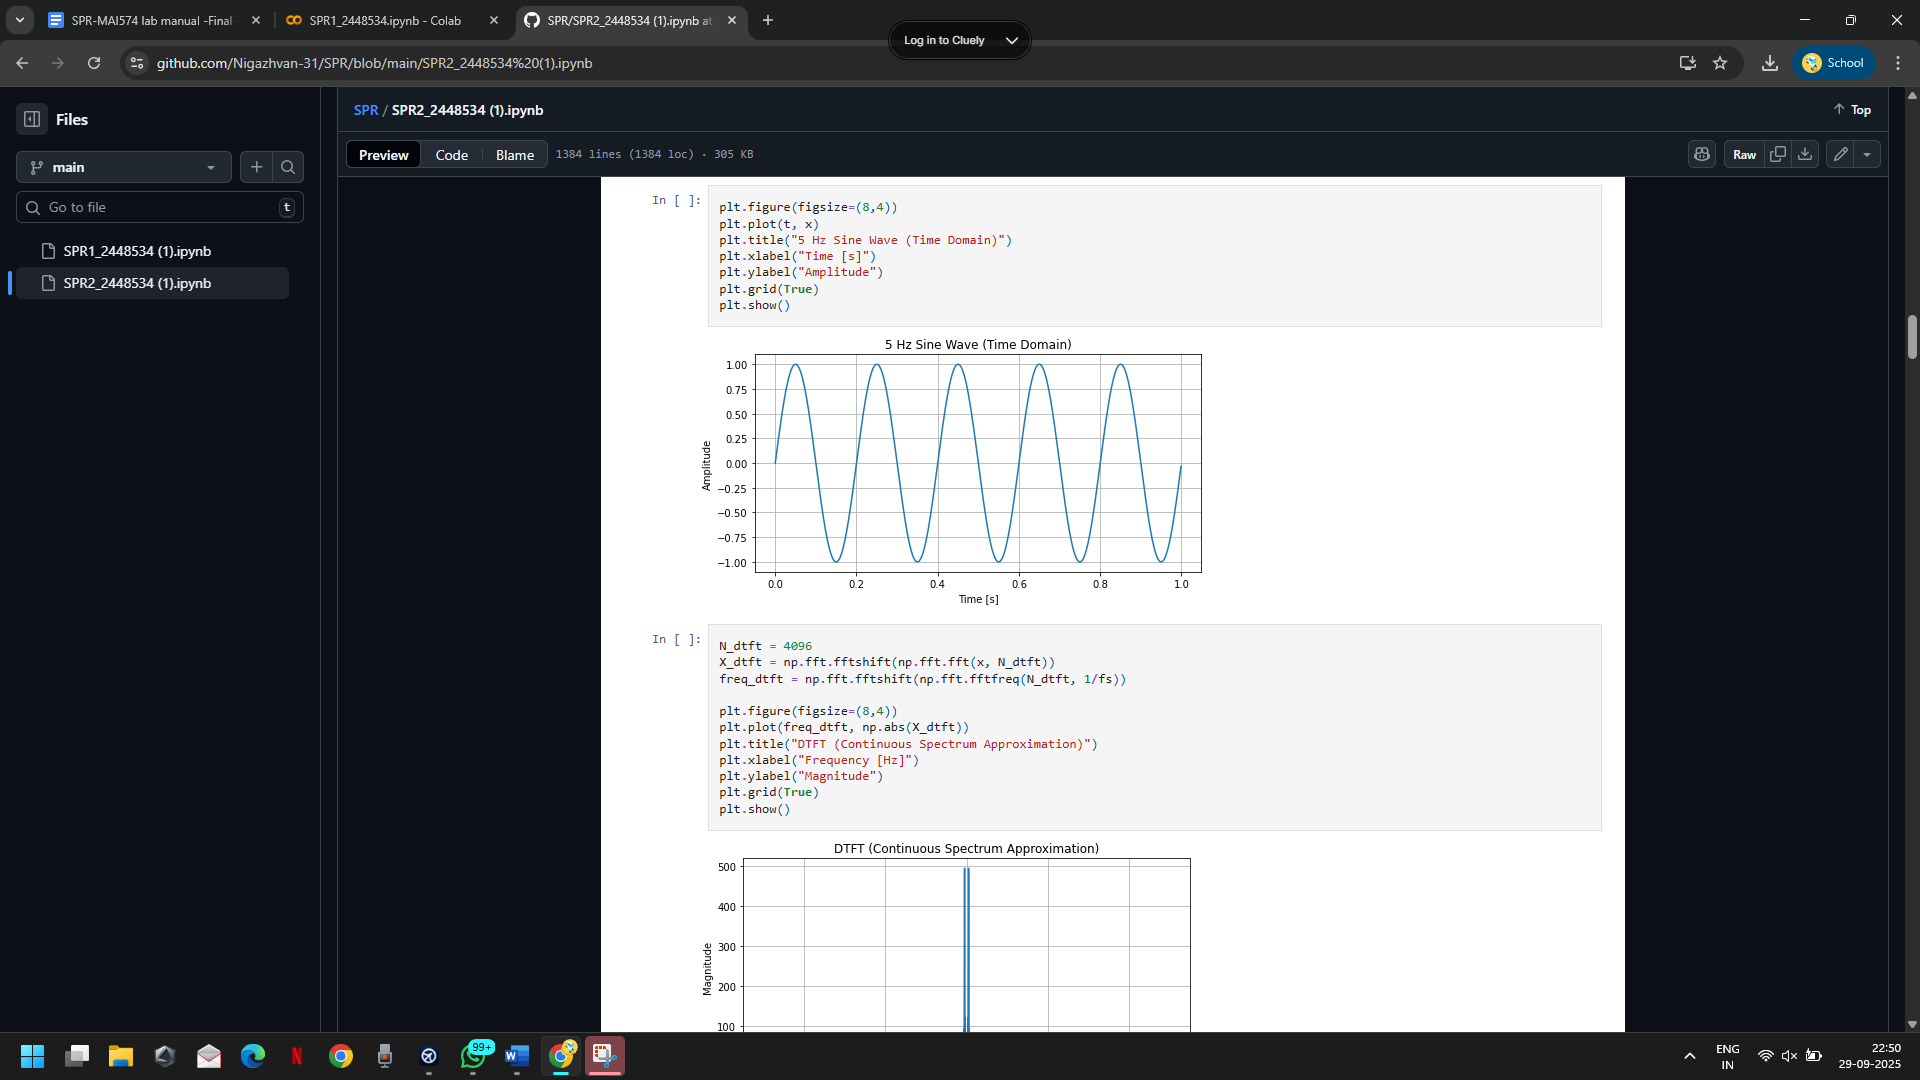 SPR-MAI574 lab manual -Final
SPR1_2448534.ipynb - Colab
SPR/SPR2_2448534 (1).ipynb at
Log in to Cluely
github.com/Nigazhvan-31/SPR/blob/main/SPR2_2448534%20(1).ipynb
School
Files
main
Go to file
t
SPR1_2448534 (1).ipynb
SPR2_2448534 (1).ipynb
SPR / SPR2_2448534 (1).ipynb
Top
Preview
Code
Blame
1384 lines (1384 loc) · 305 KB
Raw
In [ ]:
plt.figure(figsize=(8,4))
plt.plot(t, x)
plt.title("5 Hz Sine Wave (Time Domain)")
plt.xlabel("Time [s]")
plt.ylabel("Amplitude")
plt.grid(True)
plt.show()
5 Hz Sine Wave (Time Domain)
1.00
0.75
0.50
0.25
0.00
−0.25
−0.50
−0.75
−1.00
Amplitude
0.0 0.2 0.4 0.6 0.8 1.0
Time [s]
In [ ]:
N_dtft = 4096
X_dtft = np.fft.fftshift(np.fft.fft(x, N_dtft))
freq_dtft = np.fft.fftshift(np.fft.fftfreq(N_dtft, 1/fs))
plt.figure(figsize=(8,4))
plt.plot(freq_dtft, np.abs(X_dtft))
plt.title("DTFT (Continuous Spectrum Approximation)")
plt.xlabel("Frequency [Hz]")
plt.ylabel("Magnitude")
plt.grid(True)
plt.show()
DTFT (Continuous Spectrum Approximation)
500
400
300
200
100
Magnitude
99+
ENG
IN
22:50
29-09-2025